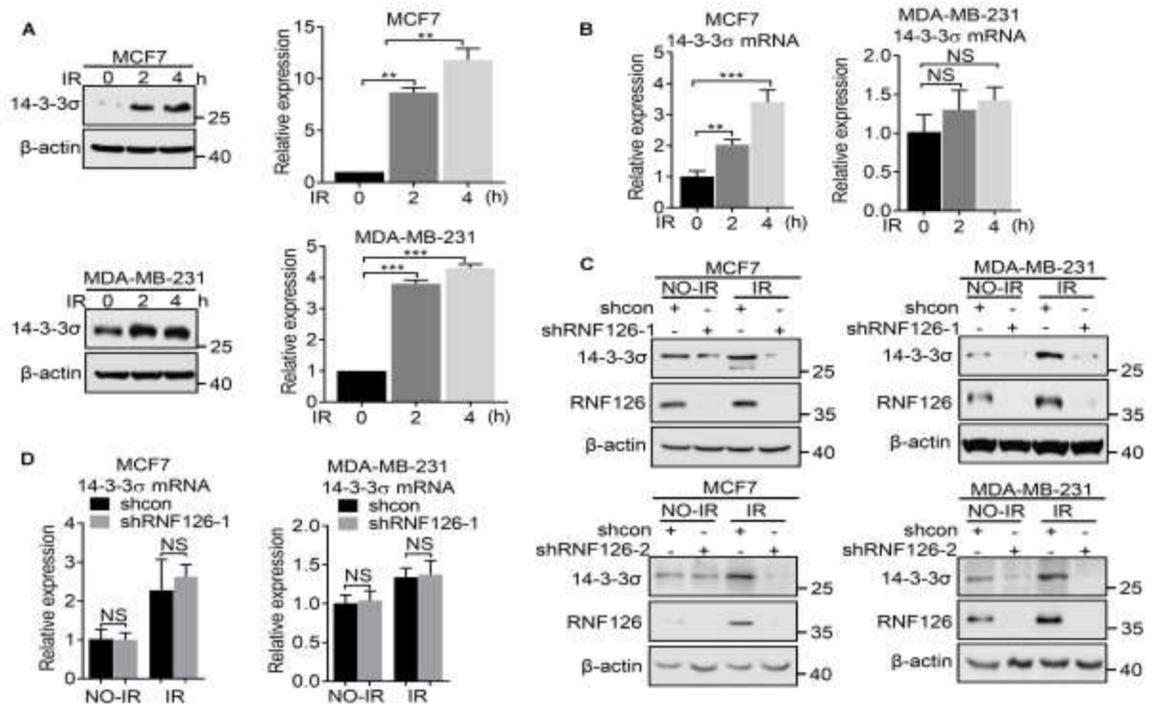 A
MCF7
IR 0 2 4 h
14-3-3σ
25
β-actin
40
MCF7
Relative expression
15
10
5
0
**
**
IR 0 2 4 (h)
MDA-MB-231
IR 0 2 4 h
14-3-3σ
25
β-actin
40
MDA-MB-231
Relative expression
5
4
3
2
1
0
***
***
IR 0 2 4 (h)
B
MCF7
14-3-3σ mRNA
Relative expression
5
4
3
2
1
0
***
**
IR 0 2 4 (h)
MDA-MB-231
14-3-3σ mRNA
Relative expression
2.0
1.5
1.0
0.5
0.0
NS
NS
IR 0 2 4 (h)
C
MCF7
NO-IR IR
shcon + - + -
shRNF126-1 - + - +
14-3-3σ
25
RNF126
35
β-actin
40
MDA-MB-231
NO-IR IR
shcon + - + -
shRNF126-1 - + - +
14-3-3σ
25
RNF126
35
β-actin
40
MCF7
NO-IR IR
shcon + - + -
shRNF126-2 - + - +
14-3-3σ
25
RNF126
35
β-actin
40
MDA-MB-231
NO-IR IR
shcon + - + -
shRNF126-2 - + - +
14-3-3σ
25
RNF126
35
β-actin
40
D
MCF7
14-3-3σ mRNA
shcon
shRNF126-1
Relative expression
4
3
2
1
0
NS
NS
NO-IR IR
MDA-MB-231
14-3-3σ mRNA
shcon
shRNF126-1
Relative expression
2.0
1.5
1.0
0.5
0.0
NS
NS
NO-IR IR